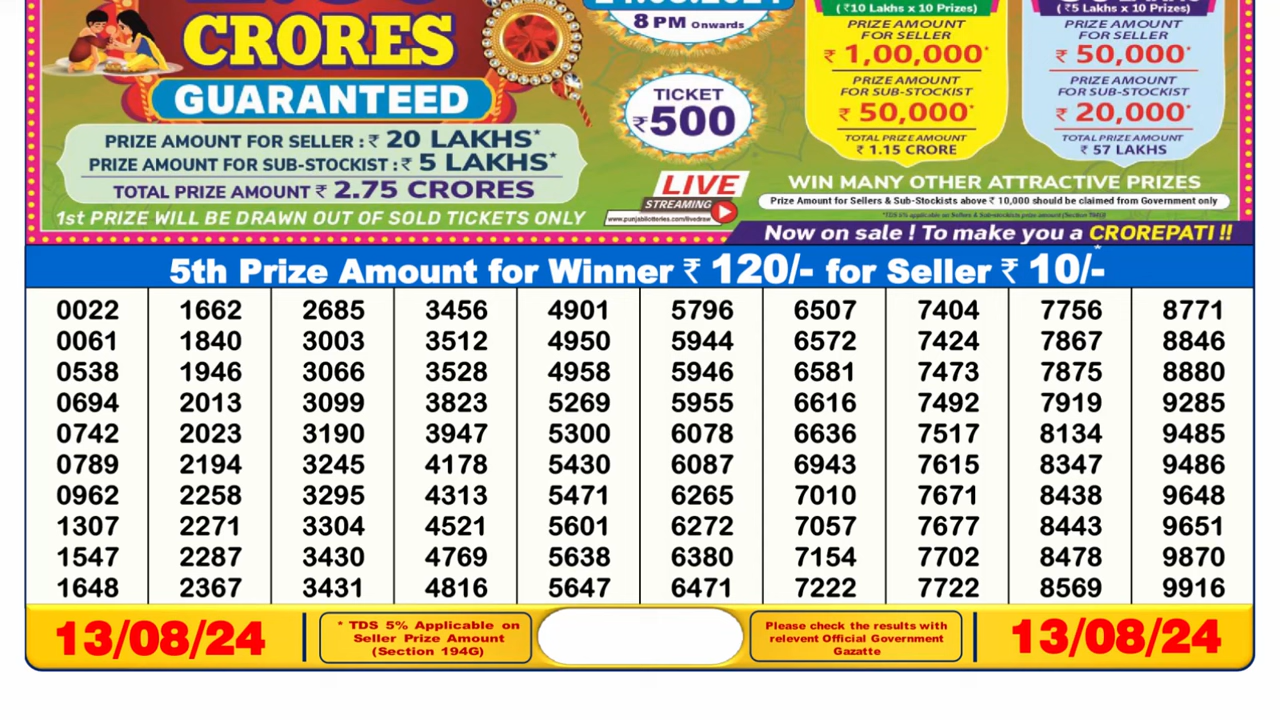 CRORES
GUARANTEED
PRIZE AMOUNT FOR SELLER : ₹ 20 LAKHS*
PRIZE AMOUNT FOR SUB-STOCKIST : ₹ 5 LAKHS*
TOTAL PRIZE AMOUNT ₹ 2.75 CRORES
1st PRIZE WILL BE DRAWN OUT OF SOLD TICKETS ONLY
8 PM Onwards
TICKET
₹500
LIVE
STREAMING
www.punjablotteries.com/livedraw
(₹10 Lakhs x 10 Prizes)
PRIZE AMOUNT
FOR SELLER
₹ 1,00,000*
PRIZE AMOUNT
FOR SUB-STOCKIST
₹ 50,000*
TOTAL PRIZE AMOUNT
₹ 1.15 CRORE
(₹5 Lakhs x 10 Prizes)
PRIZE AMOUNT
FOR SELLER
₹ 50,000*
PRIZE AMOUNT
FOR SUB-STOCKIST
₹ 20,000*
TOTAL PRIZE AMOUNT
₹ 57 LAKHS
WIN MANY OTHER ATTRACTIVE PRIZES
Prize Amount for Sellers & Sub-Stockists above ₹ 10,000 should be claimed from Government only
Now on sale ! To make you a CROREPATI !!
5th Prize Amount for Winner ₹ 120/- for Seller ₹ 10/-*
0022 1662 2685 3456 4901 5796 6507 7404 7756 8771
0061 1840 3003 3512 4950 5944 6572 7424 7867 8846
0538 1946 3066 3528 4958 5946 6581 7473 7875 8880
0694 2013 3099 3823 5269 5955 6616 7492 7919 9285
0742 2023 3190 3947 5300 6078 6636 7517 8134 9485
0789 2194 3245 4178 5430 6087 6943 7615 8347 9486
0962 2258 3295 4313 5471 6265 7010 7671 8438 9648
1307 2271 3304 4521 5601 6272 7057 7677 8443 9651
1547 2287 3430 4769 5638 6380 7154 7702 8478 9870
1648 2367 3431 4816 5647 6471 7222 7722 8569 9916
13/08/24
* TDS 5% Applicable on
Seller Prize Amount
(Section 194G)
Please check the results with
relevent Official Government
Gazatte
13/08/24